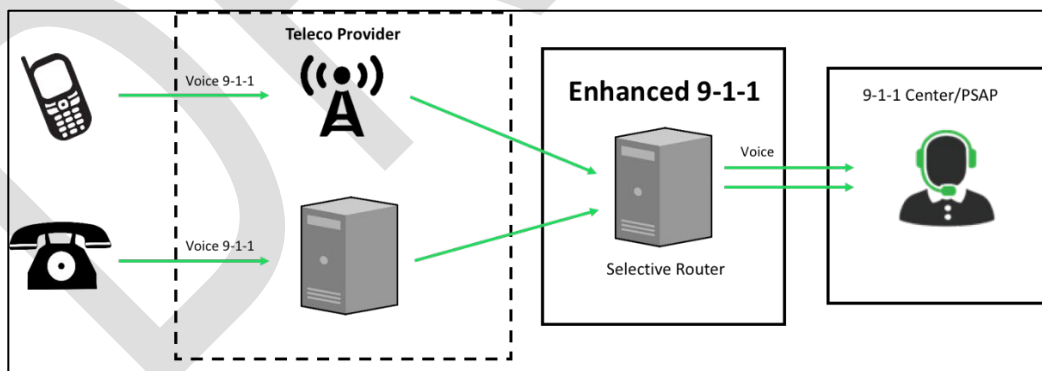 Teleco Provider
Voice 9-1-1
Voice 9-1-1
Enhanced 9-1-1
Selective Router
Voice
9-1-1 Center/PSAP